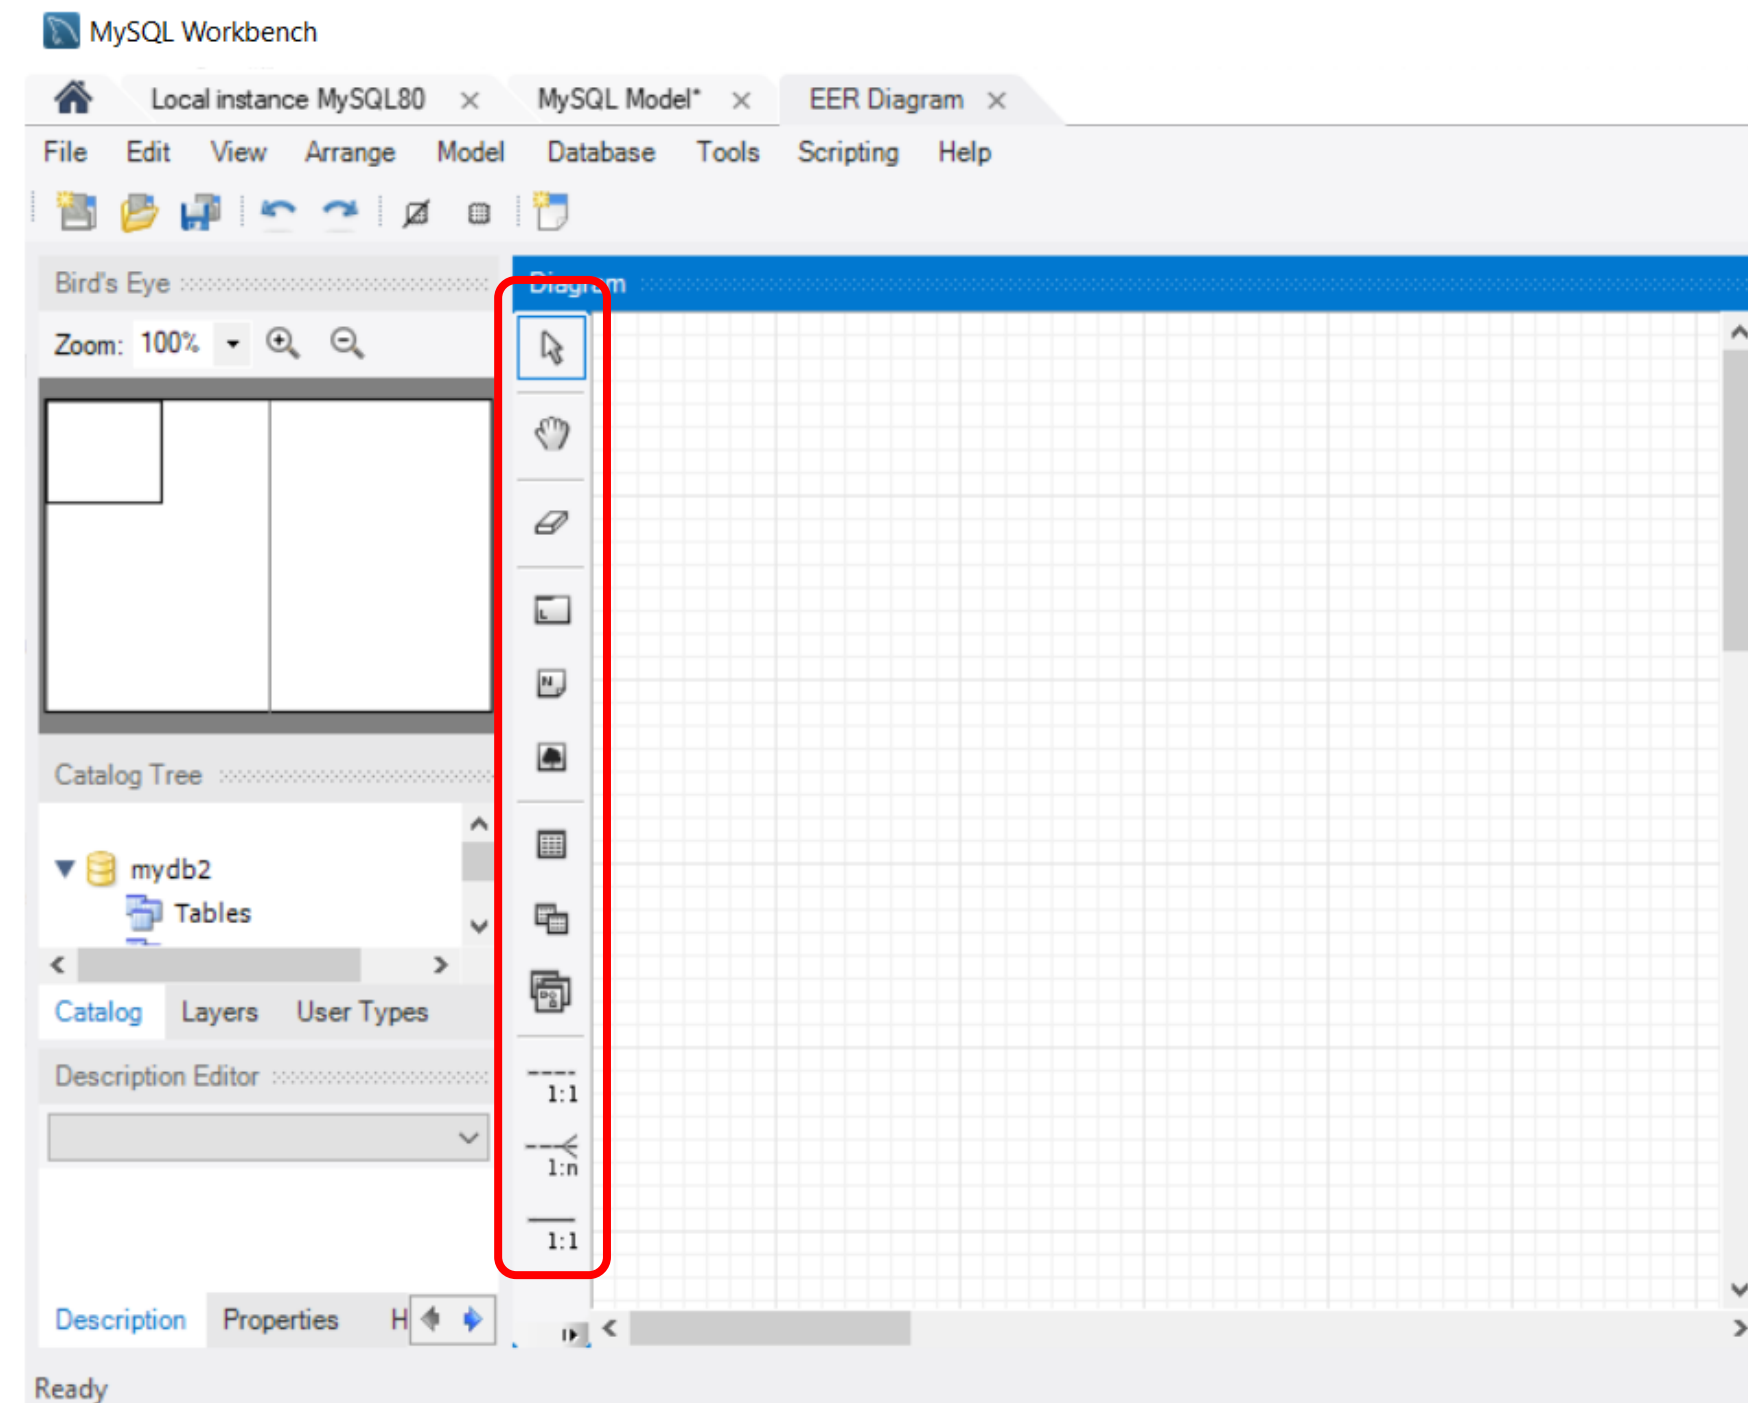 MySQL Workbench
Local instance MySQL80 MySQL Model* EER Diagram
File Edit View Arrange Model Database Tools Scripting Help
Bird's Eye
Diagram
Zoom: 100%
L
N
Catalog Tree
mydb2
Tables
Catalog Layers User Types
Description Editor
1:1
1:n
1:1
Description Properties H
Ready